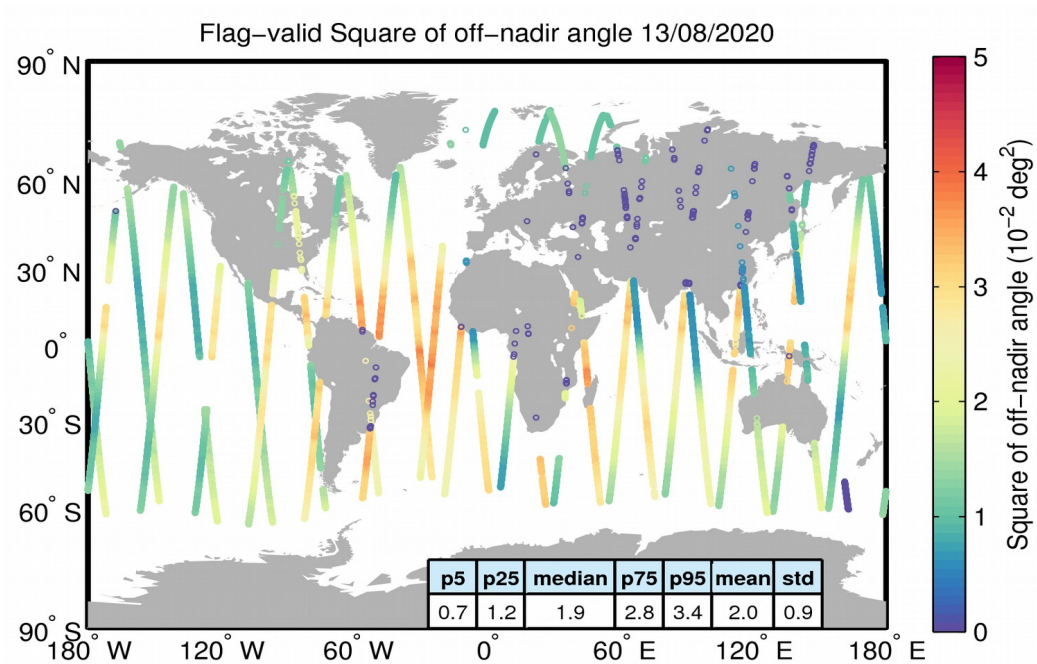 Flag−valid Square of off−nadir angle 13/08/2020
90° N
60° N
30° N
0°
30° S
60° S
90° S
180° W
120° W
60° W
0°
60° E
120° E
180° E
p5 p25 median p75 p95 mean std
0.7 1.2 1.9 2.8 3.4 2.0 0.9
5
4
3
2
1
0
Square of off−nadir angle (10⁻² deg²)